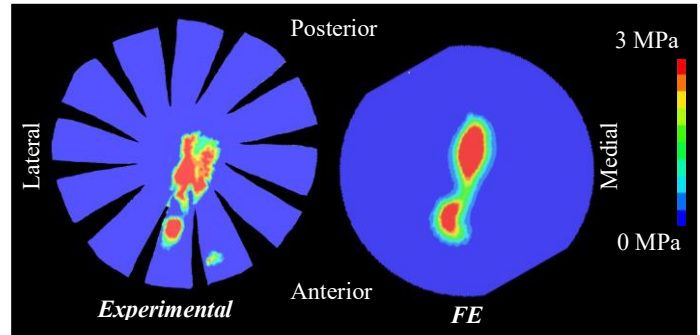 Posterior
3 MPa
Lateral
Medial
0 MPa
Anterior
Experimental
FE